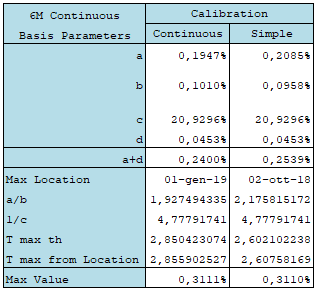 6M Continuous Basis Parameters Calibration
Continuous Simple
a 0,1947% 0,2085%
b 0,1010% 0,0958%
c 20,9296% 20,9296%
d 0,0453% 0,0453%
a+d 0,2400% 0,2539%
Max Location 01-gen-19 02-ott-18
a/b 1,927494335 2,175815172
1/c 4,77791741 4,77791741
T max th 2,850423074 2,602102238
T max from Location 2,855902527 2,60758169
Max Value 0,3111% 0,3110%